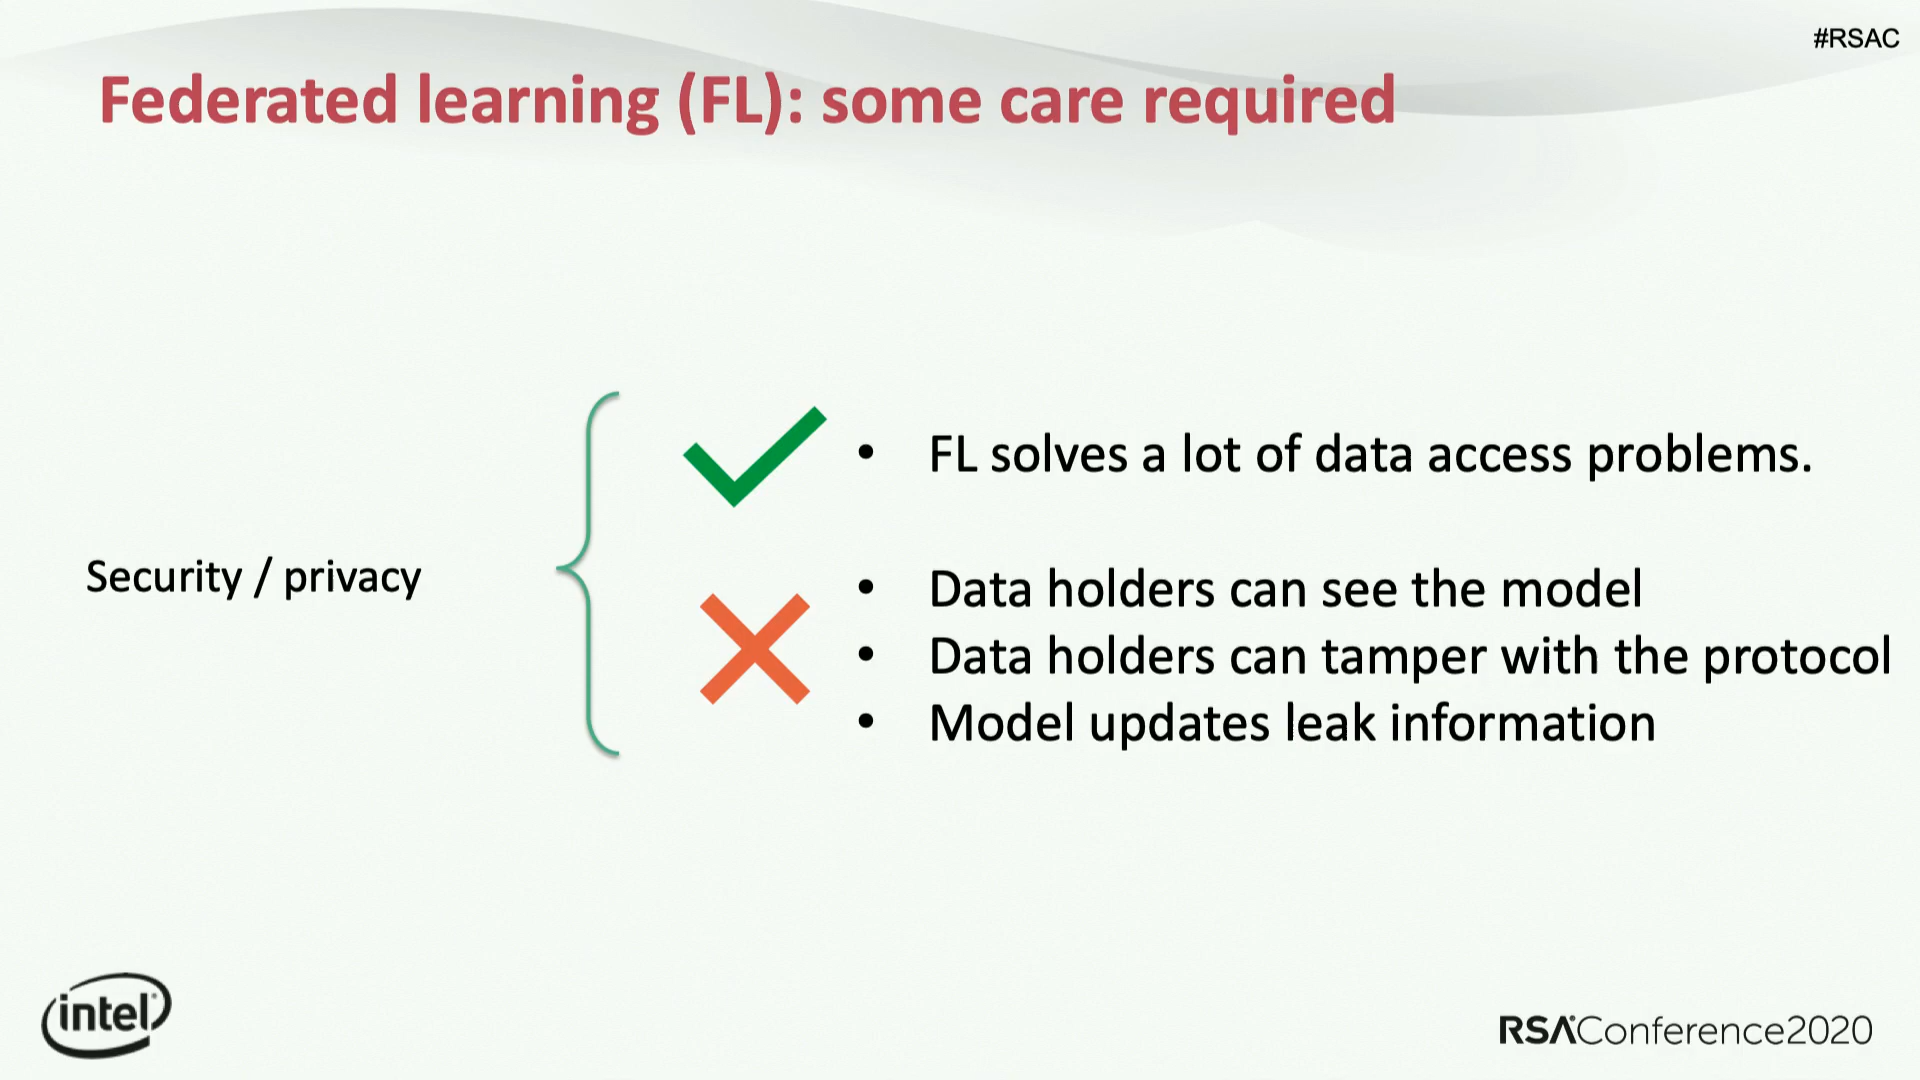 #RSAC
Federated learning (FL): some care required
Security / privacy
• FL solves a lot of data access problems.
• Data holders can see the model
• Data holders can tamper with the protocol
• Model updates leak information
intel
RSAConference2020